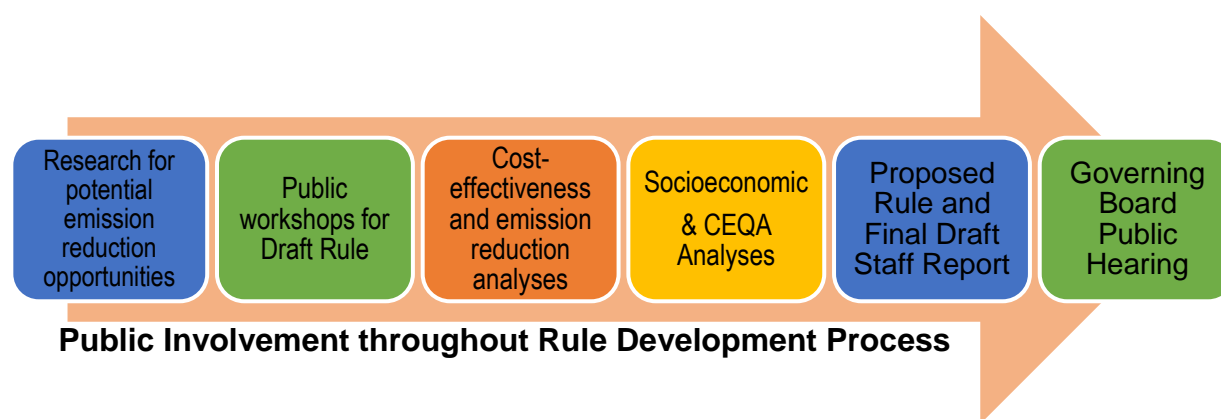 Research for
potential
emission
reduction
opportunities
Public
workshops for
Draft Rule
Cost-
effectiveness
and emission
reduction
analyses
Socioeconomic
& CEQA
Analyses
Proposed
Rule and
Final Draft
Staff Report
Governing
Board
Public
Hearing
Public Involvement throughout Rule Development Process